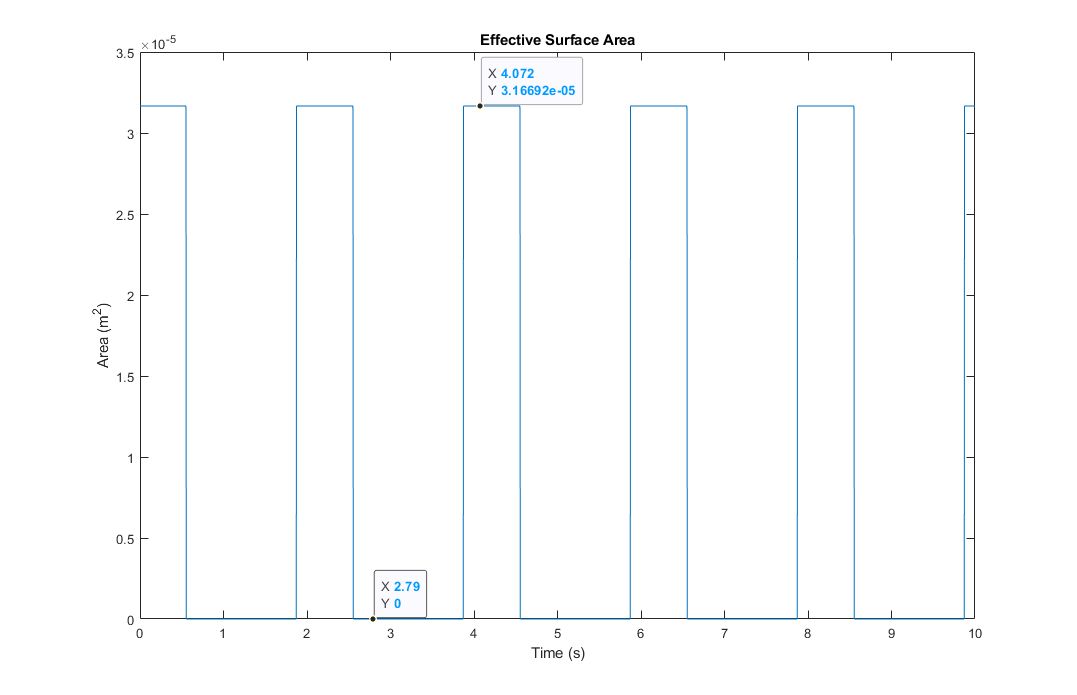 Effective Surface Area
×10-5
X 4.072
Y 3.16692e-05
3.5
3
2.5
2
1.5
1
0.5
0
Area (m2)
X 2.79
Y 0
0 1 2 3 4 5 6 7 8 9 10
Time (s)